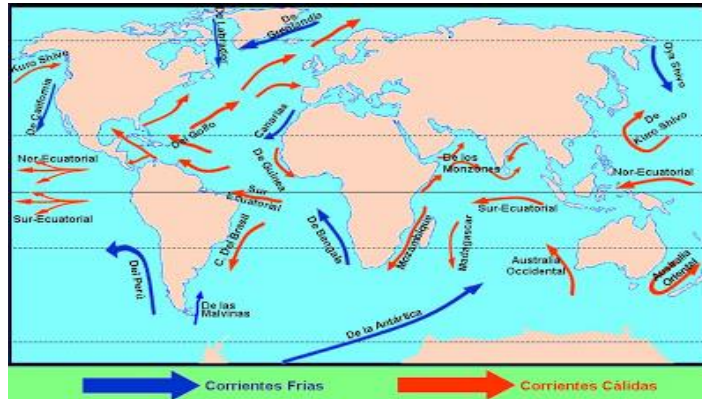 De Labrador
De Groenlandia
Kuro Shivo
De California
Oya Shivo
De
Kuro Shivo
Del Golfo
Canarias
De Guinea
De los
Monzones
Nor-Ecuatorial
Nor-Ecuatorial
Sur
Ecuatorial
Sur-Ecuatorial
Sur-Ecuatorial
C. Del Brasil
De Bengala
Mozambique
Madagascar
Australia
Occidental
Australia
Oriental
Del Perú
De las
Malvinas
De la Antártica
Corrientes Frías
Corrientes Càlidas